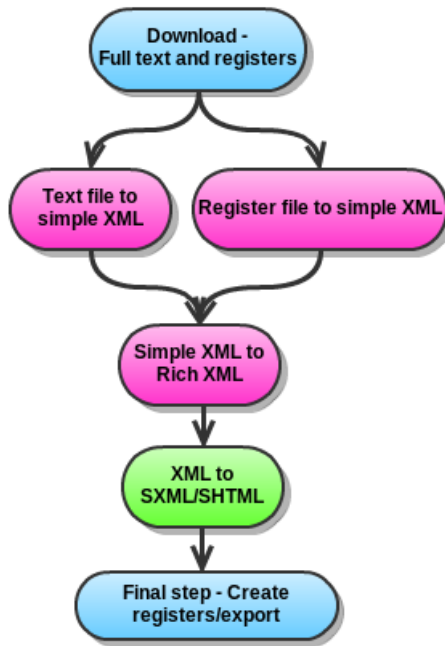 Download -
Full text and registers
Text file to
simple XML
Register file to simple XML
Simple XML to
Rich XML
XML to
SXML/SHTML
Final step - Create
registers/export